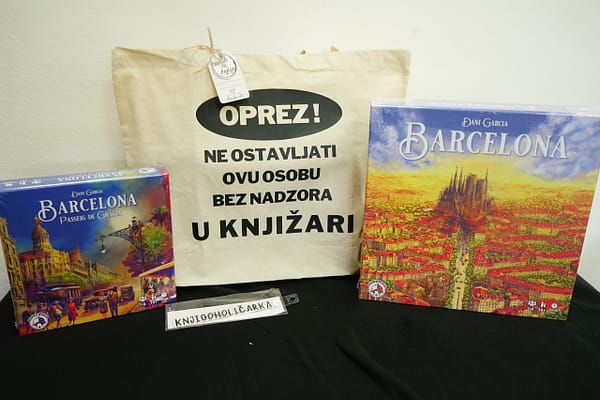 OPREZ!
NE OSTAVLJATI
OVU OSOBU
BEZ NADZORA
U KNJIŽARI
DANI GARCIA
BARCELONA
PASSEIG DE GRÀCIA
DANI GARCIA
BARCELONA
KNJIGOHOLIČARKA